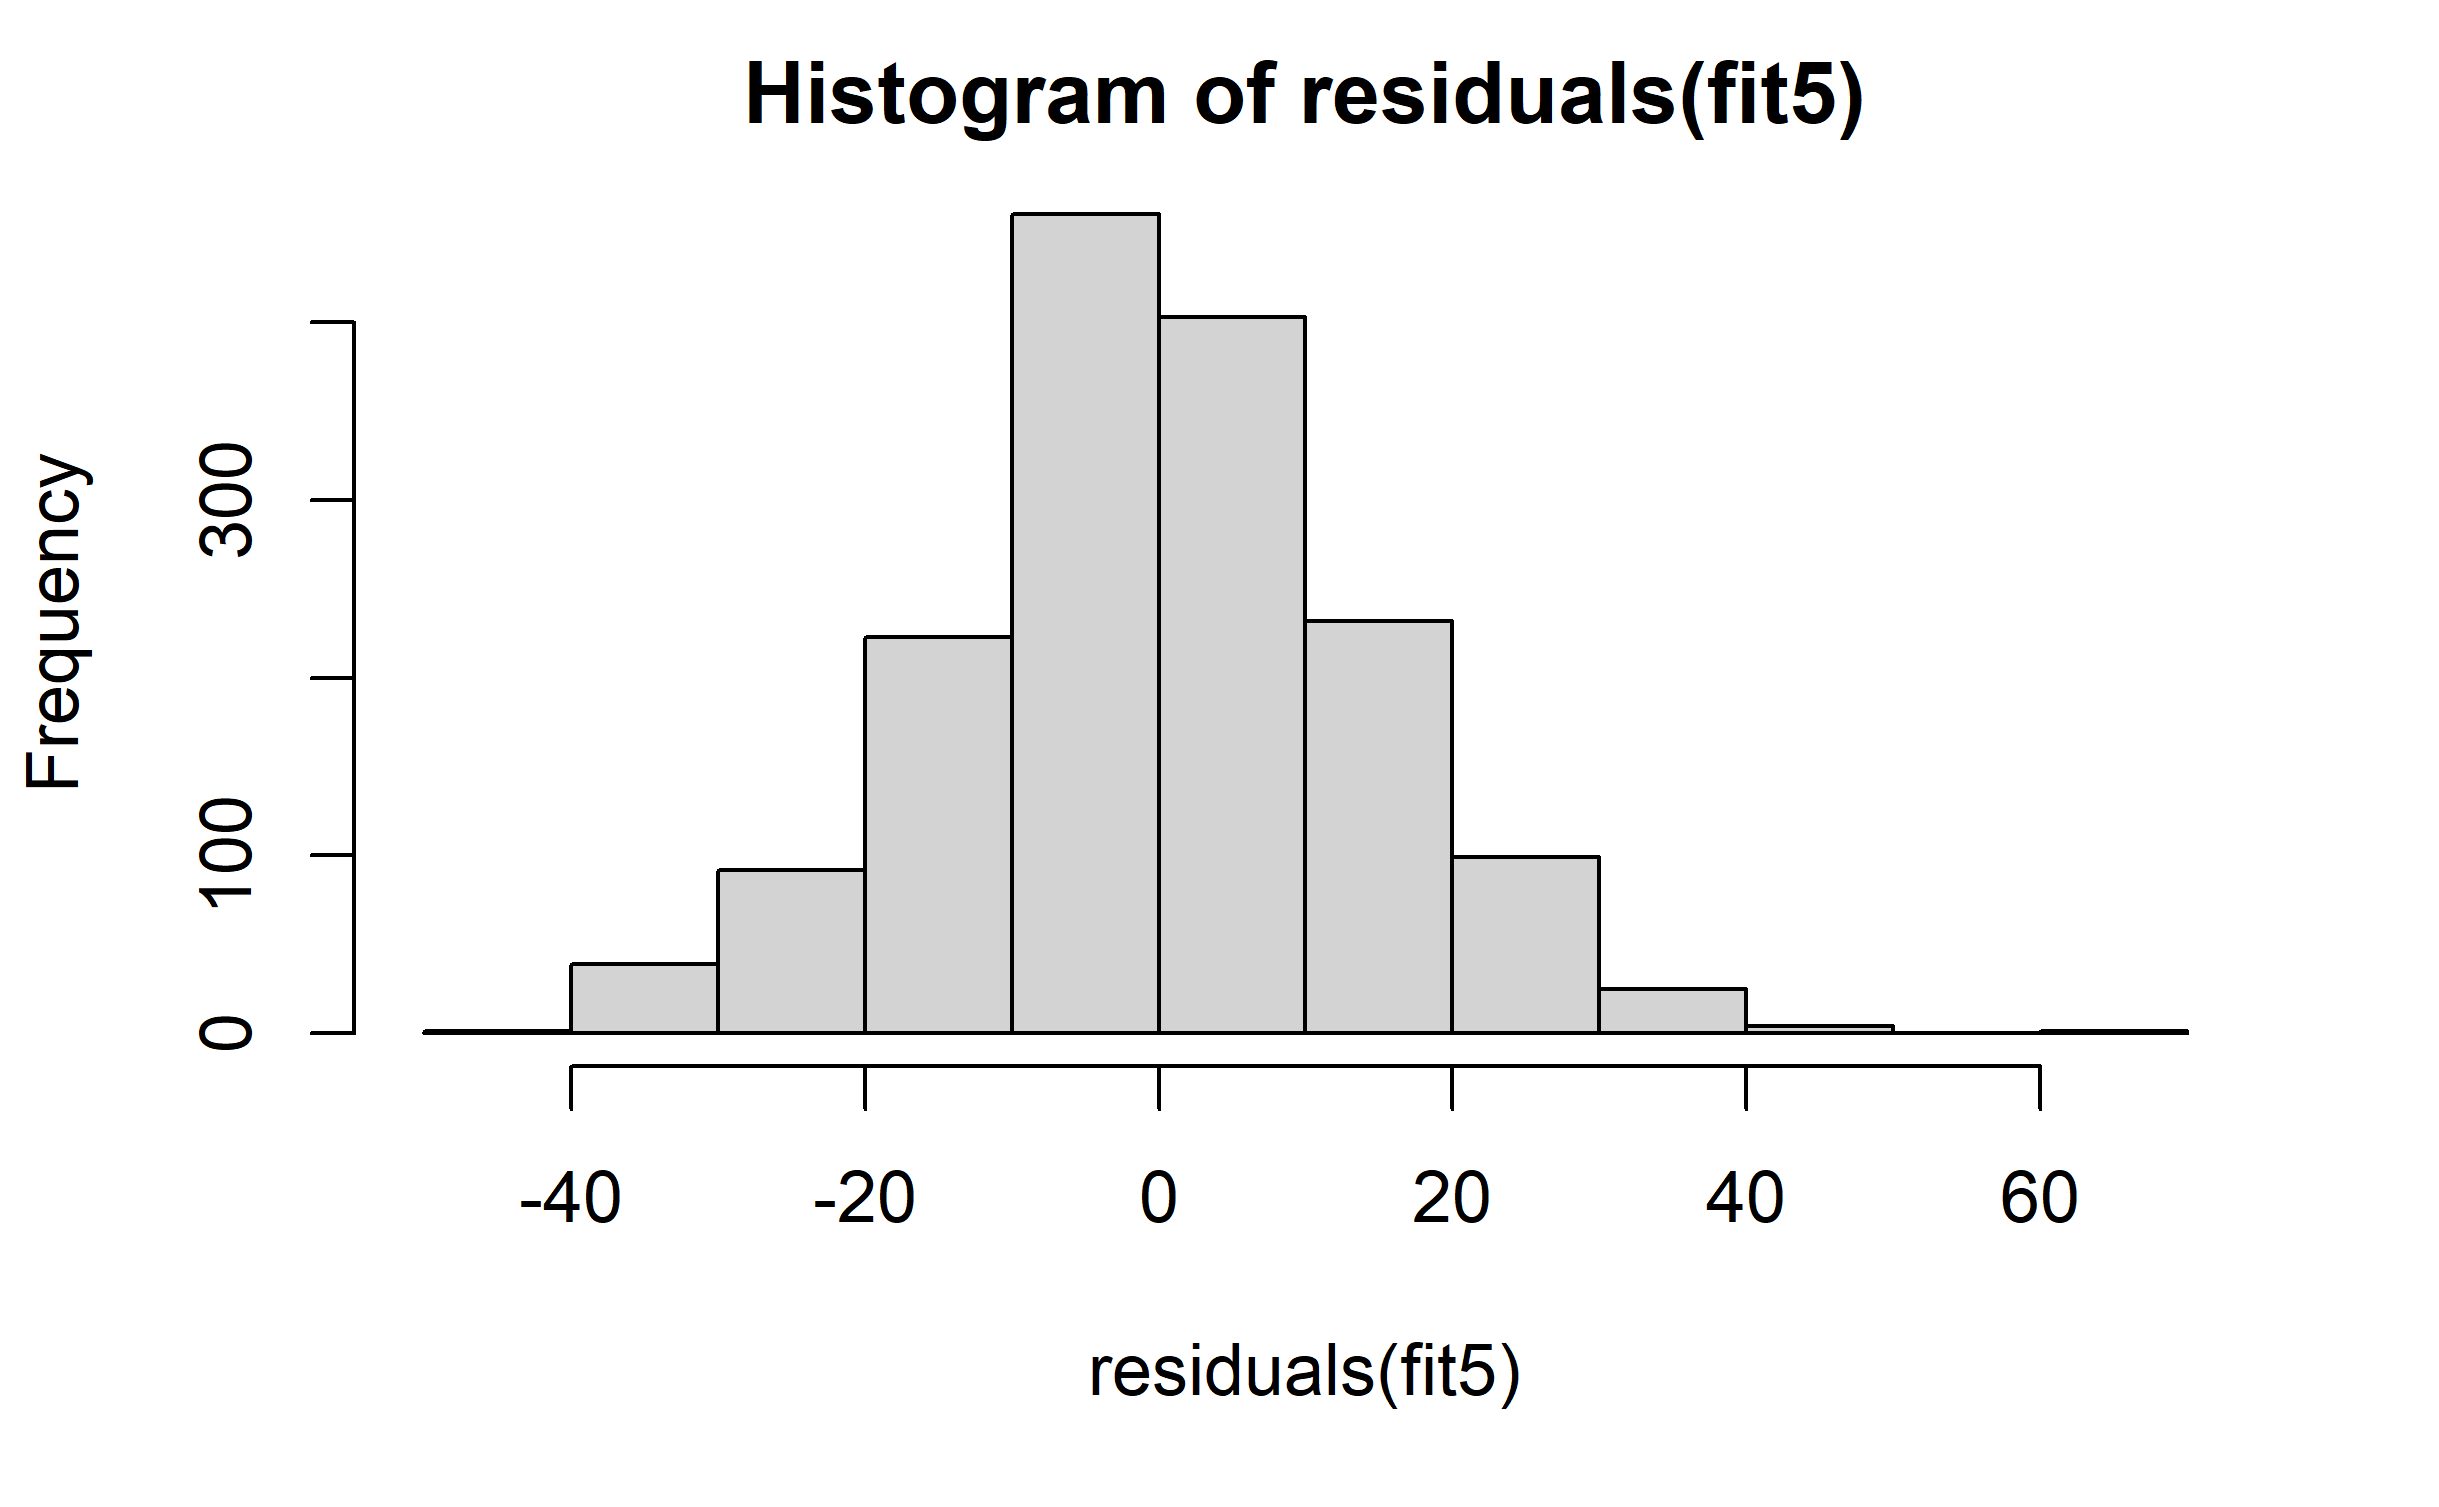 Histogram of residuals(fit5)
Frequency
300
100
0
-40 -20 0 20 40 60
residuals(fit5)